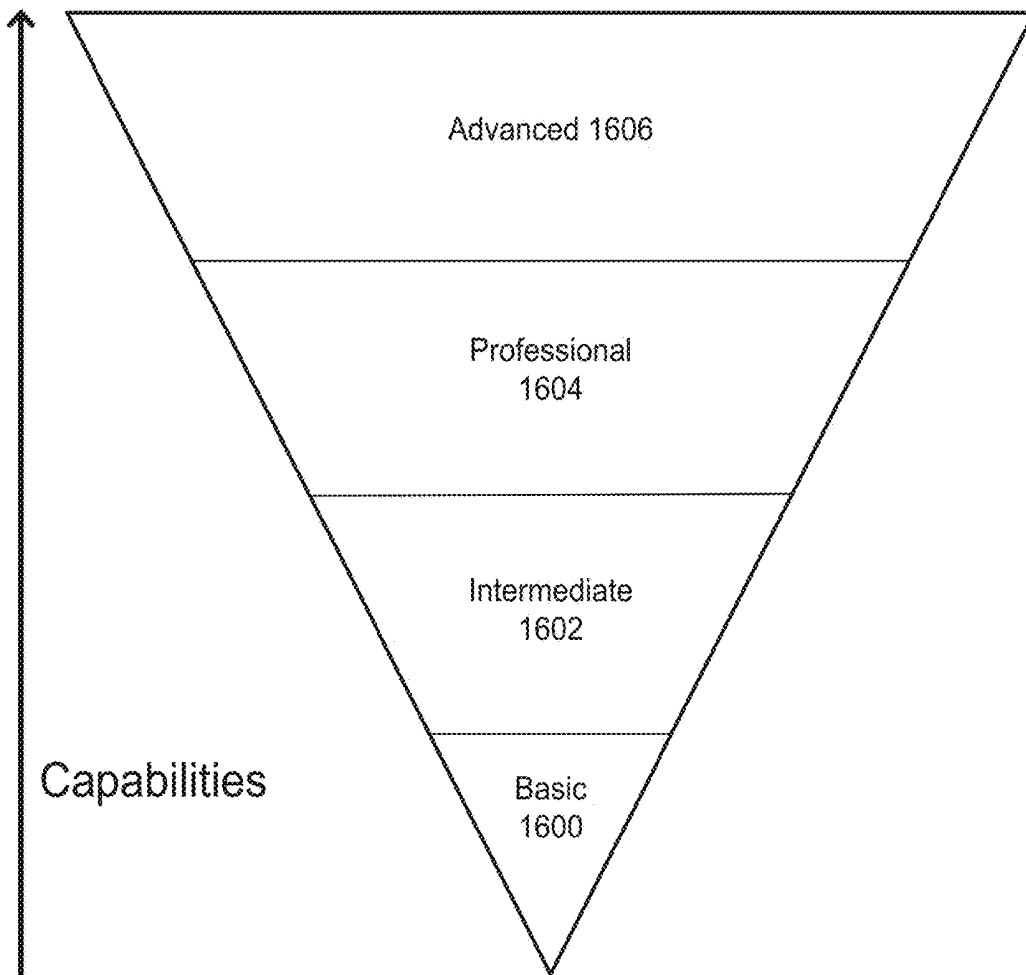 Advanced 1606
Professional
1604
Intermediate
1602
Capabilities
Basic
1600